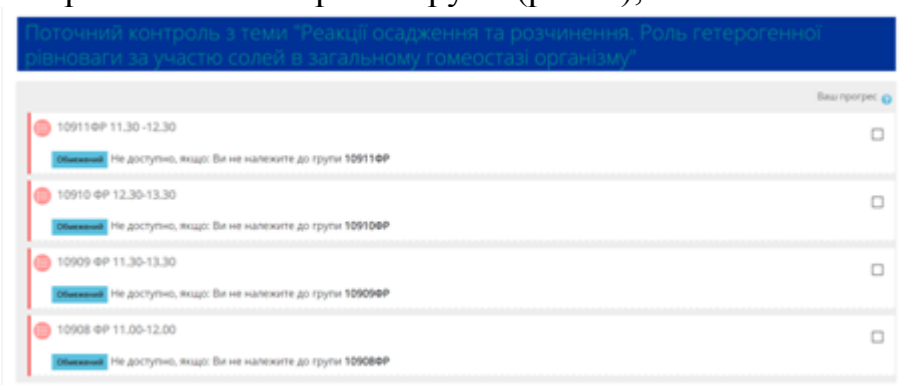 Поточний контроль з теми "Реакції осадження та розчинення. Роль гетерогенної
рівноваги за участю солей в загальному гомеостазі організму"
Ваш прогрес
10911ФР 11.30 -12.30
Обмежений Не доступно, якщо: Ви не належите до групи 10911ФР
10910 ФР 12.30-13.30
Обмежений Не доступно, якщо: Ви не належите до групи 10910ФР
10909 ФР 11.30-13.30
Обмежений Не доступно, якщо: Ви не належите до групи 10909ФР
10908 ФР 11.00-12.00
Обмежений Не доступно, якщо: Ви не належите до групи 10908ФР